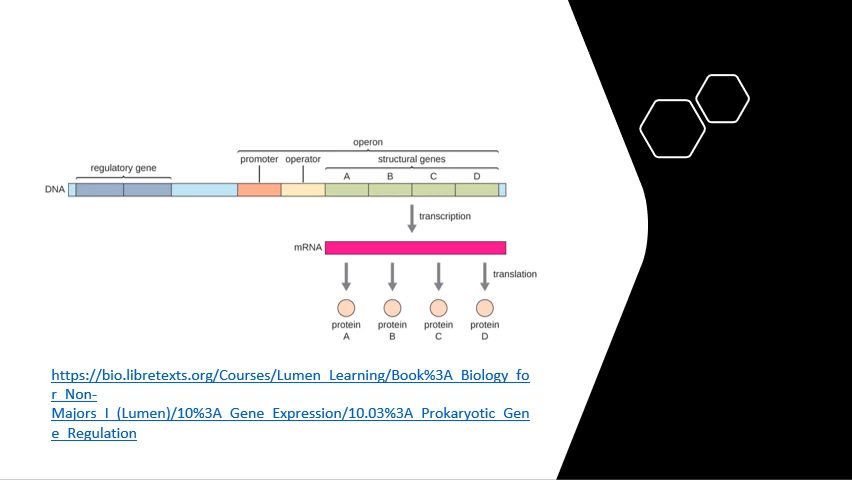 operon
promoter operator structural genes
regulatory gene
A B C D
DNA
transcription
mRNA
translation
protein protein protein protein
A B C D
https://bio.libretexts.org/Courses/Lumen_Learning/Book%3A_Biology_fo
r_Non-
Majors_I_(Lumen)/10%3A_Gene_Expression/10.03%3A_Prokaryotic_Gen
e_Regulation